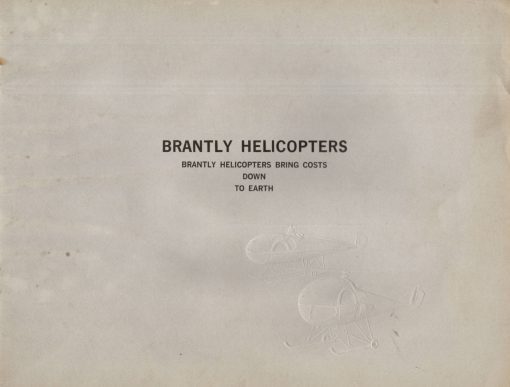 BRANTLY HELICOPTERS
BRANTLY HELICOPTERS BRING COSTS
DOWN
TO EARTH